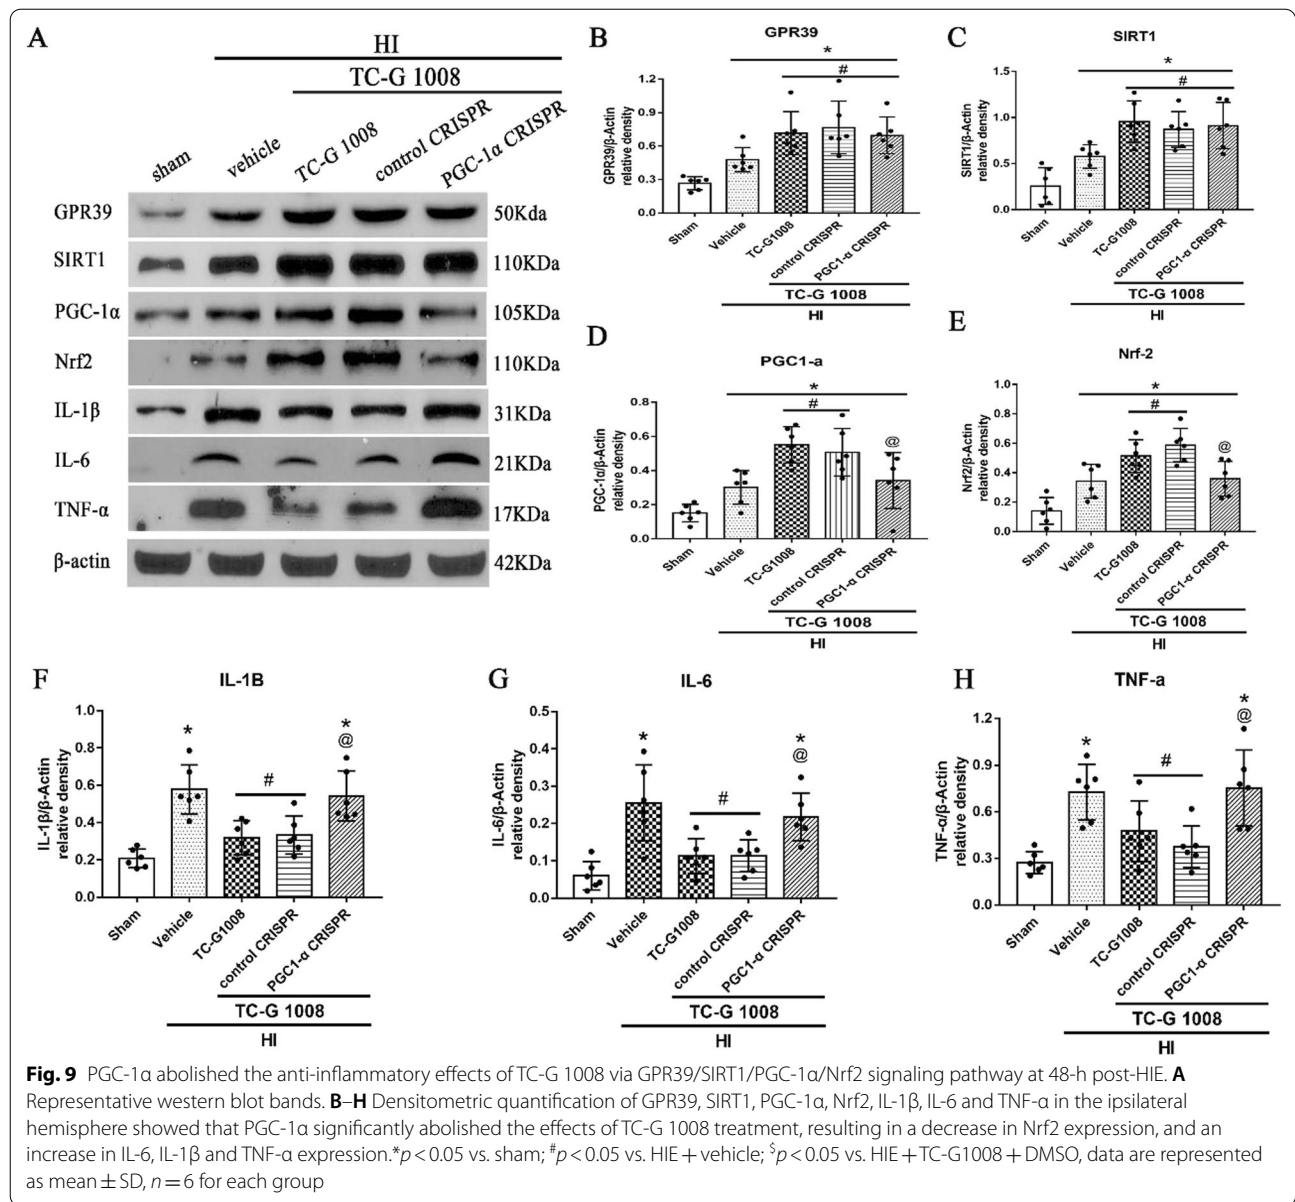 A
HI
TC-G 1008
sham
vehicle
TC-G 1008
control CRISPR
PGC-1α CRISPR
GPR39 50Kda
SIRT1 110KDa
PGC-1α 105KDa
Nrf2 110KDa
IL-1β 31KDa
IL-6 21KDa
TNF-α 17KDa
β-actin 42KDa
B
GPR39
*
#
GPR39/β-Actin
relative density
1.2
0.9
0.6
0.3
0.0
Sham
Vehicle
TC-G1008
control CRISPR
PGC1-α CRISPR
TC-G 1008
HI
C
SIRT1
*
#
SIRT1/β-Actin
relative density
1.5
1.0
0.5
0.0
Sham
Vehicle
TC-G1008
control CRISPR
PGC1-α CRISPR
TC-G 1008
HI
D
PGC1-a
*
#
@
PGC-1α/β-Actin
relative density
0.8
0.6
0.4
0.2
0.0
Sham
Vehicle
TC-G1008
control CRISPR
PGC1-α CRISPR
TC-G 1008
HI
E
Nrf-2
*
#
@
Nrf2/β-Actin
relative density
1.0
0.8
0.6
0.4
0.2
0.0
Sham
Vehicle
TC-G1008
control CRISPR
PGC1-α CRISPR
TC-G 1008
HI
F
IL-1B
*
#
*
@
IL-1β/β-Actin
relative density
1.0
0.8
0.6
0.4
0.2
0.0
Sham
Vehicle
TC-G1008
control CRISPR
PGC1-α CRISPR
TC-G 1008
HI
G
IL-6
*
#
*
@
IL-6/β-Actin
relative density
0.5
0.4
0.3
0.2
0.1
0.0
Sham
Vehicle
TC-G1008
control CRISPR
PGC1-α CRISPR
TC-G 1008
HI
H
TNF-a
*
#
*
@
TNF-α/β-Actin
relative density
1.2
0.9
0.6
0.3
0.0
Sham
Vehicle
TC-G1008
control CRISPR
PGC1-α CRISPR
TC-G 1008
HI
Fig. 9 PGC-1α abolished the anti-inflammatory effects of TC-G 1008 via GPR39/SIRT1/PGC-1α/Nrf2 signaling pathway at 48-h post-HIE. A
Representative western blot bands. B–H Densitometric quantification of GPR39, SIRT1, PGC-1α, Nrf2, IL-1β, IL-6 and TNF-α in the ipsilateral
hemisphere showed that PGC-1α significantly abolished the effects of TC-G 1008 treatment, resulting in a decrease in Nrf2 expression, and an
increase in IL-6, IL-1β and TNF-α expression.*p < 0.05 vs. sham; #p < 0.05 vs. HIE + vehicle; $p < 0.05 vs. HIE + TC-G1008 + DMSO, data are represented
as mean ± SD, n = 6 for each group